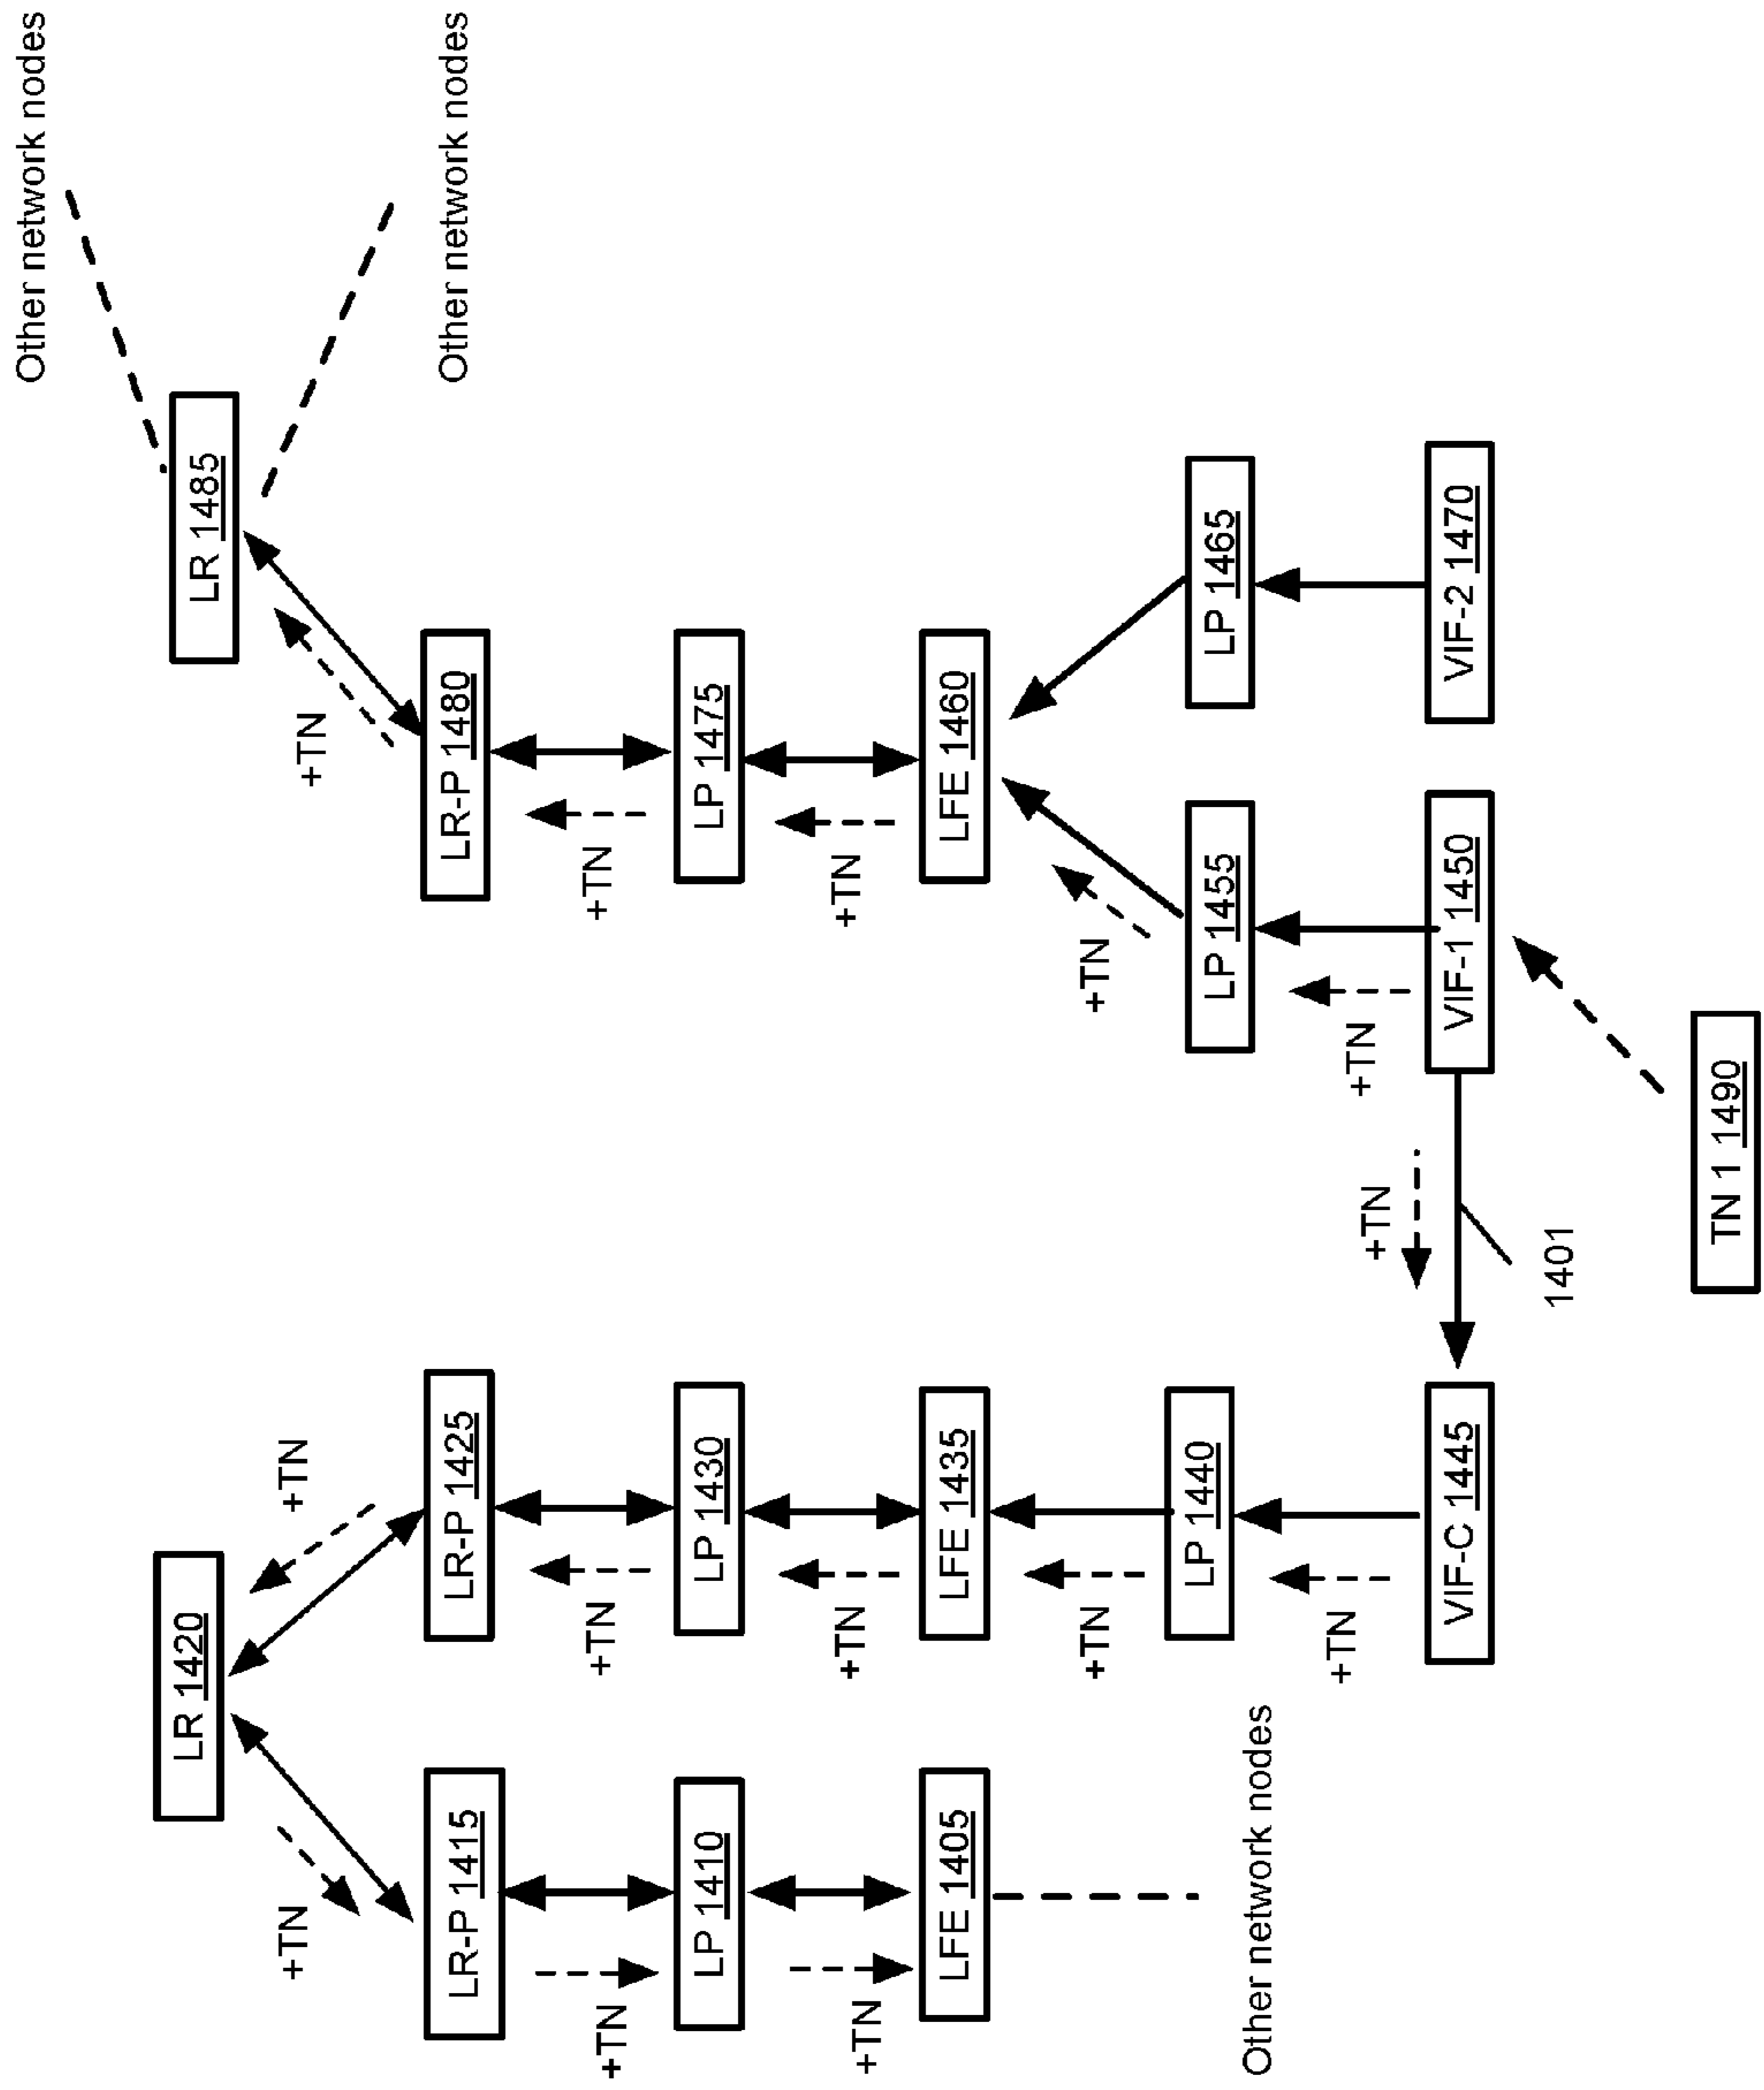 Other network nodes
Other network nodes
LR 1485
+TN
LR-P 1480
+TN
LP 1475
+TN
LFE 1460
+TN
LP 1455
LP 1465
+TN
VIF-1 1450
VIF-2 1470
+TN
1401
TN 1 1490
LR 1420
+TN
+TN
LR-P 1415
LR-P 1425
+TN
+TN
LP 1410
LP 1430
+TN
+TN
LFE 1405
LFE 1435
+TN
LP 1440
Other network nodes
+TN
VIF-C 1445